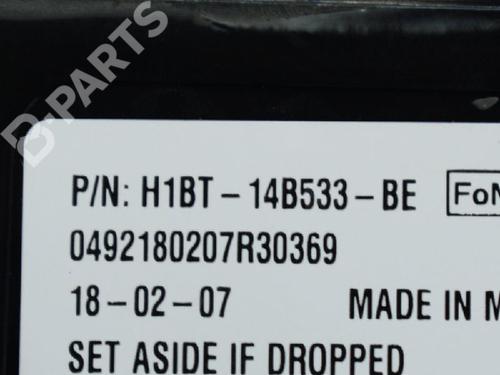 B-PARTS
P/N: H1BT-14B533-BE
0492180207R30369
18-02-07 MADE IN
SET ASIDE IF DROPPED